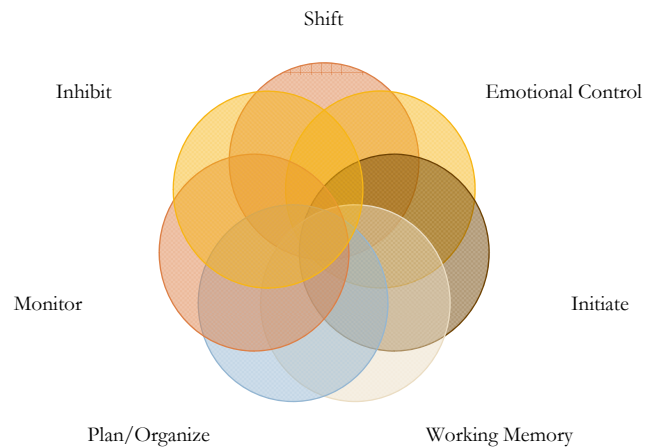 Shift
Inhibit
Emotional Control
Monitor
Initiate
Plan/Organize
Working Memory